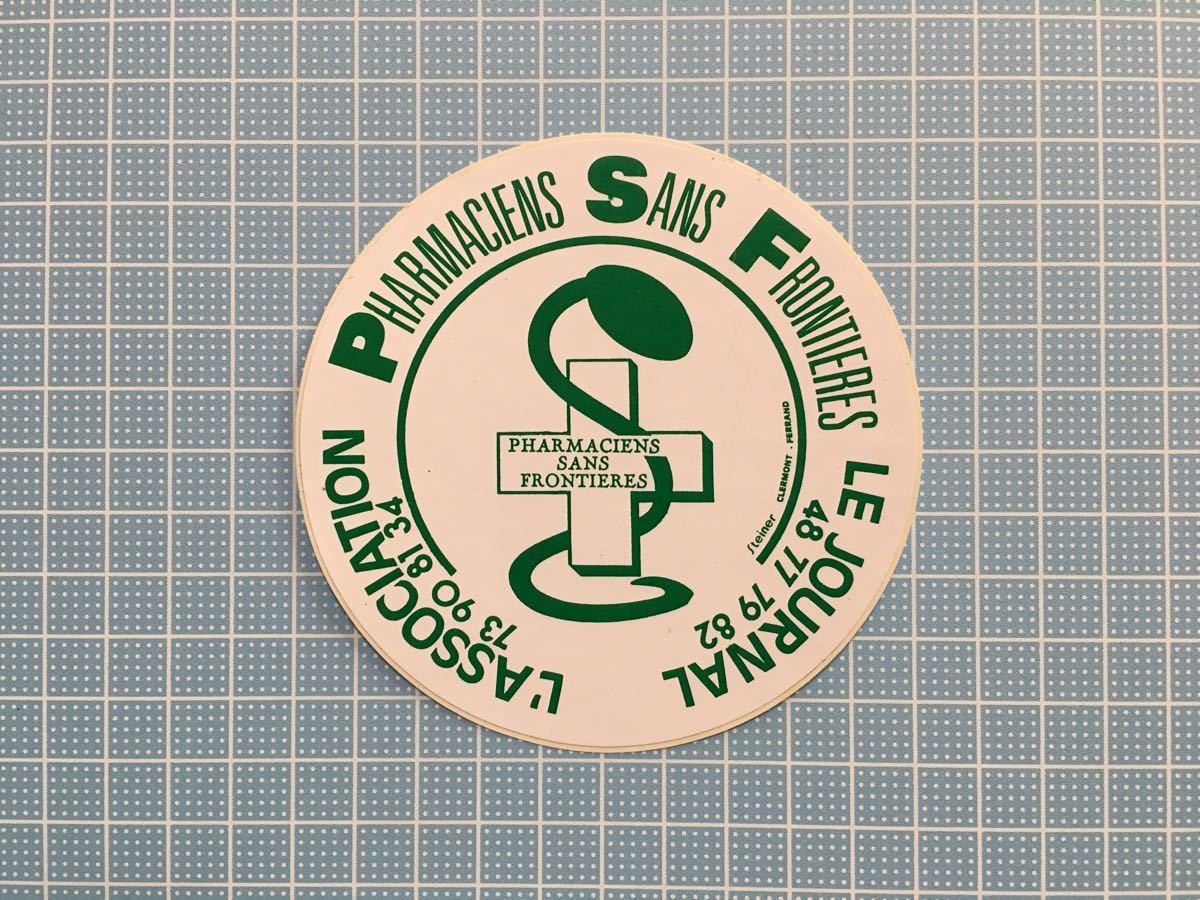 L'ASSOCIATION PHARMACIENS SANS FRONTIERES LE JOURNAL
73 90 81 34
48 77 79 82
PHARMACIENS
SANS
FRONTIERES
Steiner CLERMONT - FERRAND